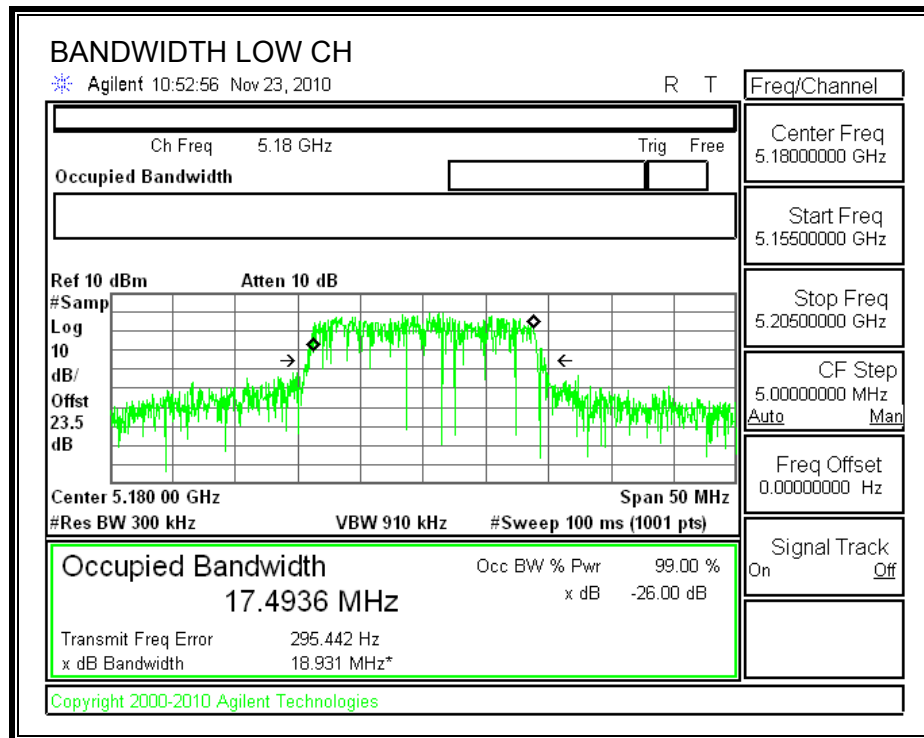 BANDWIDTH LOW CH
Agilent 10:52:56 Nov 23, 2010 R T
Ch Freq 5.18 GHz Trig Free
Occupied Bandwidth
Ref 10 dBm Atten 10 dB
#Samp
Log
10
dB/
Offst
23.5
dB
Center 5.180 00 GHz Span 50 MHz
#Res BW 300 kHz VBW 910 kHz #Sweep 100 ms (1001 pts)
Occupied Bandwidth Occ BW % Pwr 99.00 %
17.4936 MHz x dB -26.00 dB
Transmit Freq Error 295.442 Hz
x dB Bandwidth 18.931 MHz*
Copyright 2000-2010 Agilent Technologies
Freq/Channel
Center Freq
5.18000000 GHz
Start Freq
5.15500000 GHz
Stop Freq
5.20500000 GHz
CF Step
5.00000000 MHz
Auto Man
Freq Offset
0.00000000 Hz
Signal Track
On Off